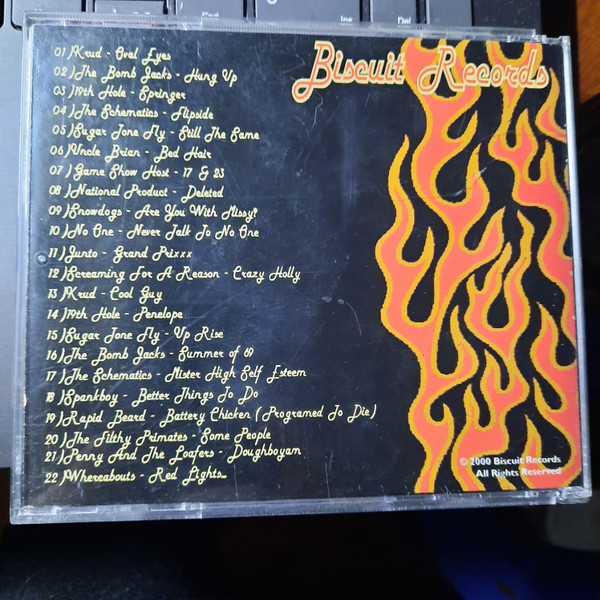 Ins
Del
Biscuit Records
01) Krud - Oval Eyes
02) The Bomb Jacks - Hung Up
03) 19th Hole - Springer
04) The Schematics - Flipside
05) Sugar Tone Fly - Still The Same
06) Uncle Brian - Bed Hair
07) Game Show Host - 17 & 23
08) National Product - Deleted
09) Snowdogs - Are You With Missy?
10) No One - Never Talk To No One
11) Junto - Grand Prixxx
12) Screaming For A Reason - Crazy Holly
13) Krud - Cool Guy
14) 19th Hole - Penelope
15) Sugar Tone Fly - Up Rise
16) The Bomb Jacks - Summer of 69
17) The Schematics - Mister High Self Esteem
18) Spankboy - Better Things To Do
19) Rapid Beard - Battery Chicken ( Programed To Die )
20) The Filthy Primates - Some People
21) Penny And The Loafers - Doughboyam
22) Whereabouts - Red Lights...
© 2000 Biscuit Records
All Rights Reserved